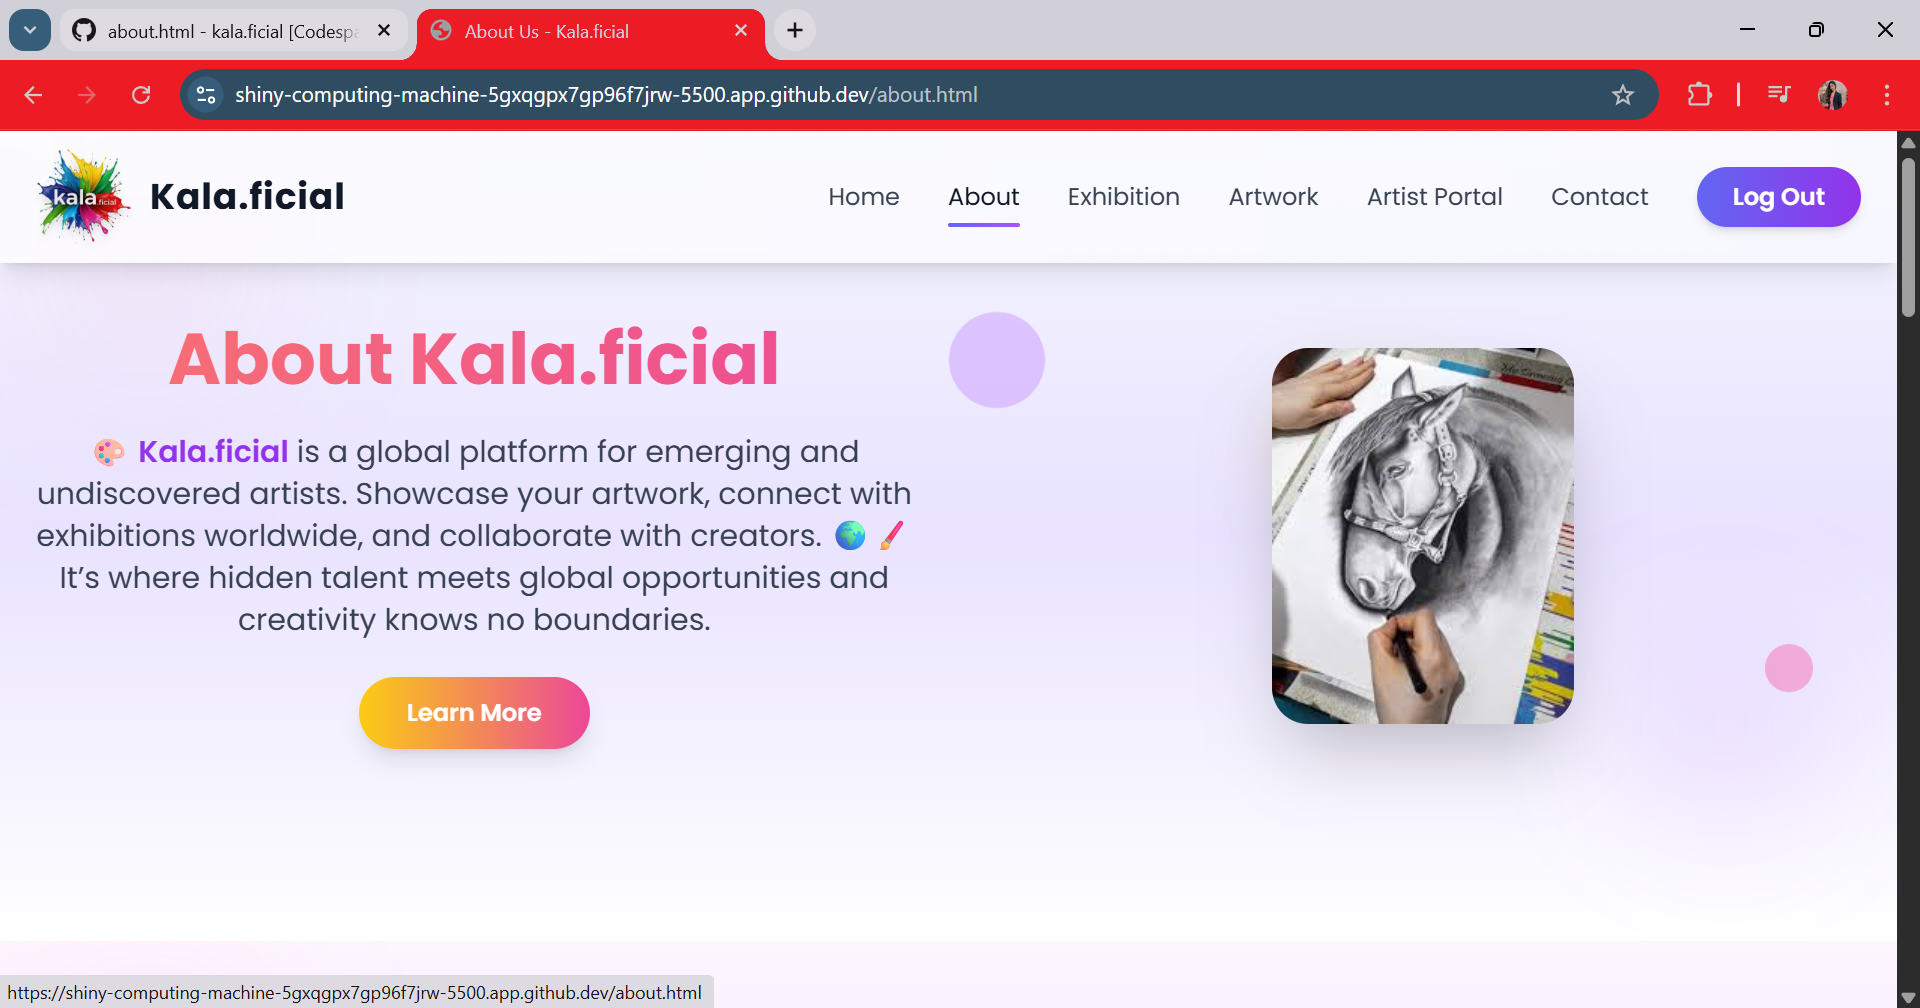 about.html - kala.ficial [Codespa
About Us - Kala.ficial
shiny-computing-machine-5gxqgpx7gp96f7jrw-5500.app.github.dev/about.html
kala.ficial
Kala.ficial
Home
About
Exhibition
Artwork
Artist Portal
Contact
Log Out
About Kala.ficial
🎨 Kala.ficial is a global platform for emerging and
undiscovered artists. Showcase your artwork, connect with
exhibitions worldwide, and collaborate with creators. 🌍 🖌️
It’s where hidden talent meets global opportunities and
creativity knows no boundaries.
Learn More
https://shiny-computing-machine-5gxqgpx7gp96f7jrw-5500.app.github.dev/about.html